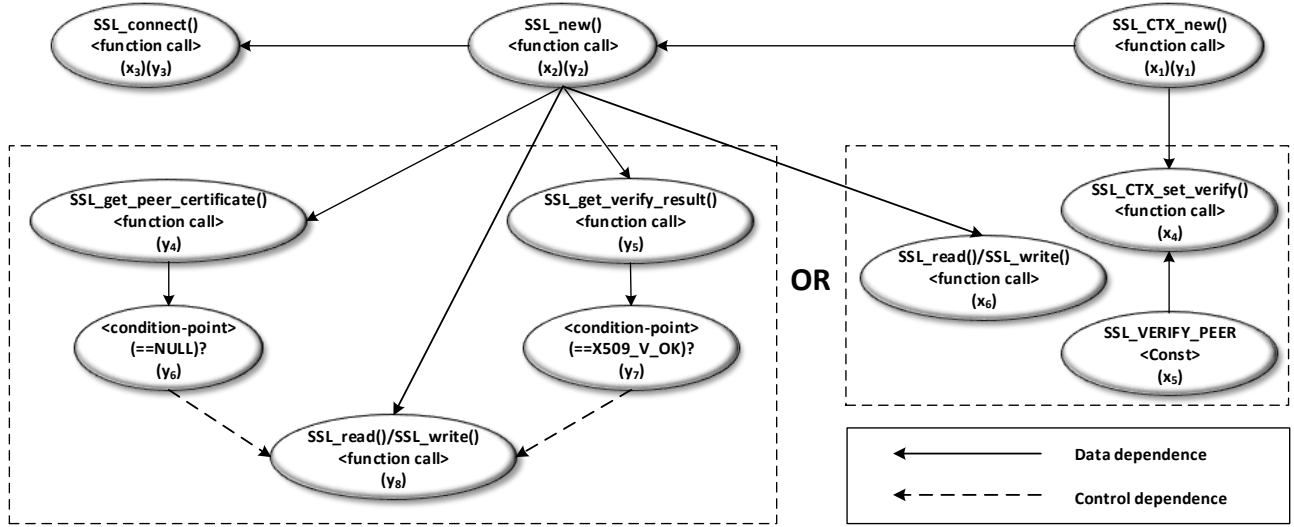 SSL_connect()
<function call>
(x₃)(y₃)
SSL_new()
<function call>
(x₂)(y₂)
SSL_CTX_new()
<function call>
(x₁)(y₁)
SSL_get_peer_certificate()
<function call>
(y₄)
SSL_get_verify_result()
<function call>
(y₅)
<condition-point>
(==NULL)?
(y₆)
<condition-point>
(==X509_V_OK)?
(y₇)
SSL_read()/SSL_write()
<function call>
(y₈)
OR
SSL_CTX_set_verify()
<function call>
(x₄)
SSL_read()/SSL_write()
<function call>
(x₆)
SSL_VERIFY_PEER
<Const>
(x₅)
Data dependence
Control dependence